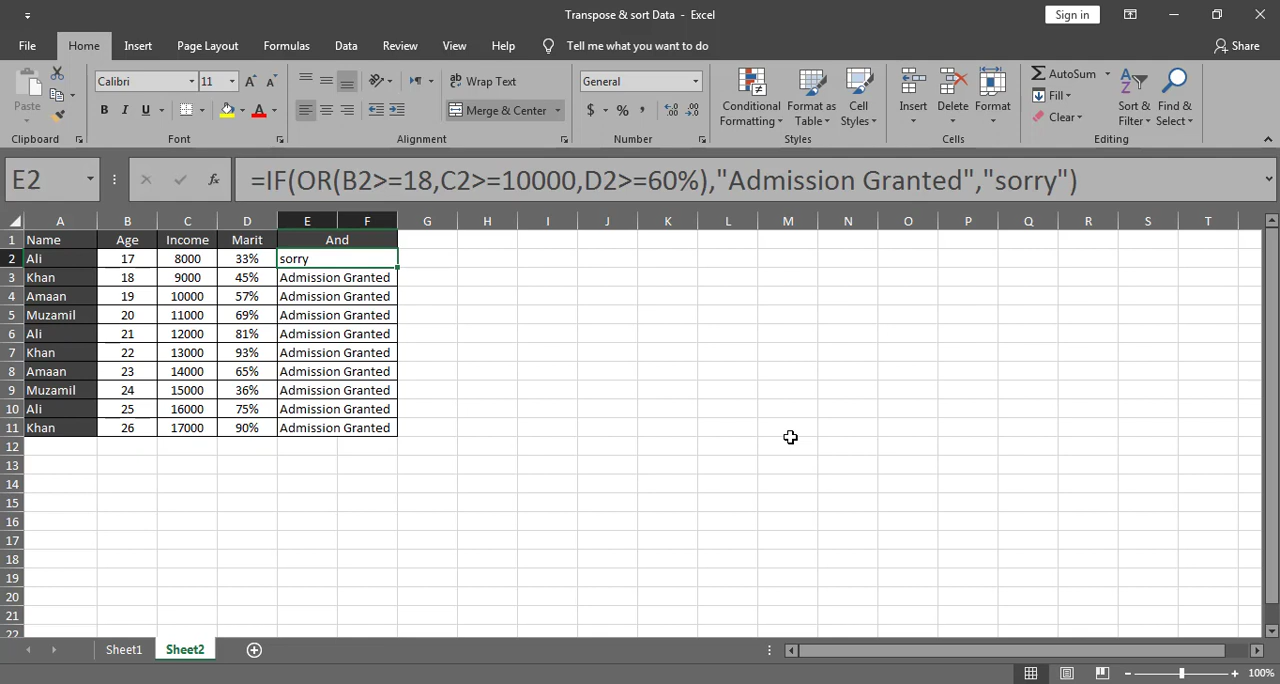 Transpose & sort Data - Excel
Sign in
File Home Insert Page Layout Formulas Data Review View Help Tell me what you want to do Share
Paste
Clipboard
Calibri 11
B I U
Font
Wrap Text
Merge & Center
Alignment
General
$ % ,
Number
Conditional Formatting
Format as Table
Cell Styles
Styles
Insert Delete Format
Cells
AutoSum
Fill
Clear
Sort & Filter
Find & Select
Editing
E2 fx =IF(OR(B2>=18,C2>=10000,D2>=60%),"Admission Granted","sorry")
A B C D E F G H I J K L M N O P Q R S T
1 Name Age Income Marit And
2 Ali 17 8000 33% sorry
3 Khan 18 9000 45% Admission Granted
4 Amaan 19 10000 57% Admission Granted
5 Muzamil 20 11000 69% Admission Granted
6 Ali 21 12000 81% Admission Granted
7 Khan 22 13000 93% Admission Granted
8 Amaan 23 14000 65% Admission Granted
9 Muzamil 24 15000 36% Admission Granted
10 Ali 25 16000 75% Admission Granted
11 Khan 26 17000 90% Admission Granted
12
13
14
15
16
17
18
19
20
21
22
Sheet1 Sheet2
100%